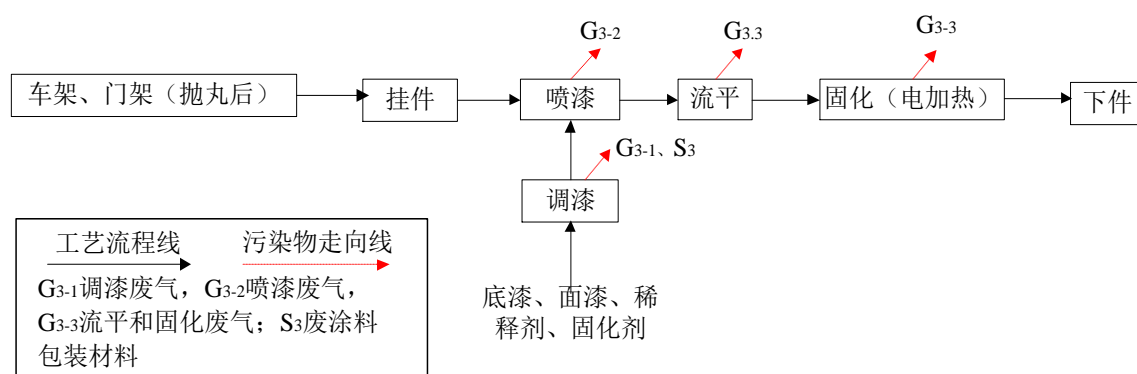 G3-2
G3.3
G3-3
车架、门架（抛丸后）
挂件
喷漆
流平
固化（电加热）
下件
G3-1、S3
调漆
底漆、面漆、稀
释剂、固化剂
工艺流程线
污染物走向线
G3-1调漆废气，G3-2喷漆废气，
G3-3流平和固化废气；S3废涂料
包装材料